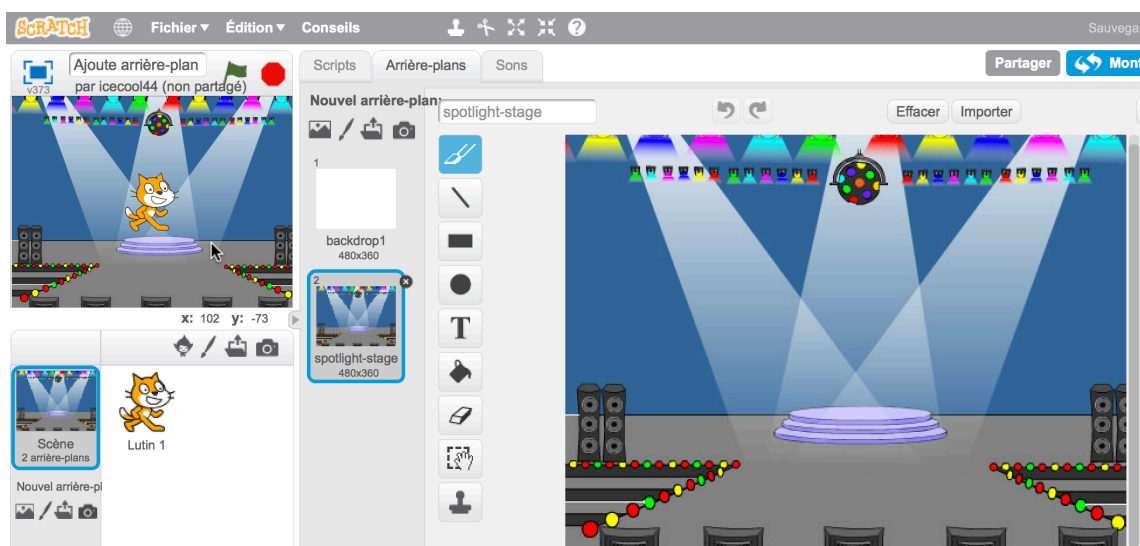 SCRATCH
Fichier
Édition
Conseils
Sauvega
Ajoute arrière-plan
par icecool44 (non partagé)
v373
Scripts
Arrière-plans
Sons
Partager
Mont
Nouvel arrière-plan:
spotlight-stage
Effacer
Importer
1
backdrop1
480x360
2
spotlight-stage
480x360
T
x: 102 y: -73
Scène
2 arrière-plans
Nouvel arrière-pl
Lutin 1